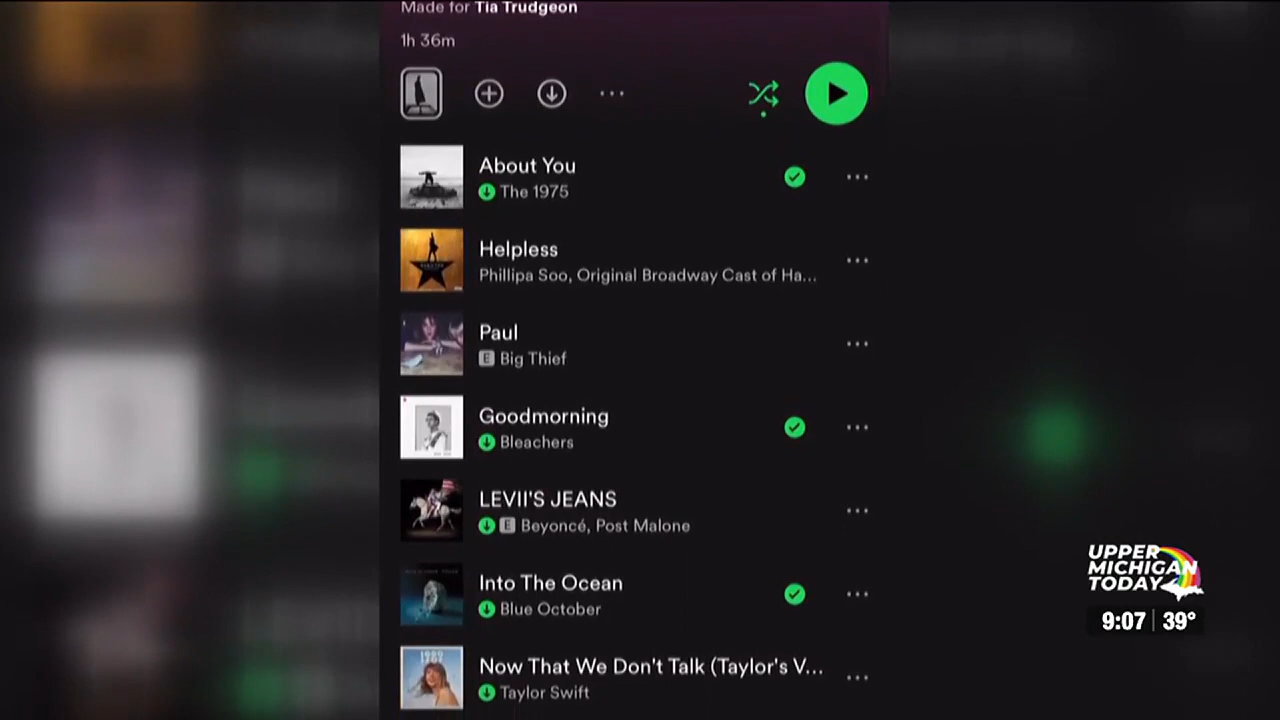 Made for Tia Trudgeon
1h 36m
About You
The 1975
Helpless
Phillipa Soo, Original Broadway Cast of Ha...
Paul
E Big Thief
Goodmorning
Bleachers
LEVII'S JEANS
E Beyoncé, Post Malone
Into The Ocean
Blue October
Now That We Don't Talk (Taylor's V...
Taylor Swift
UPPER
MICHIGAN
TODAY
9:07 39°